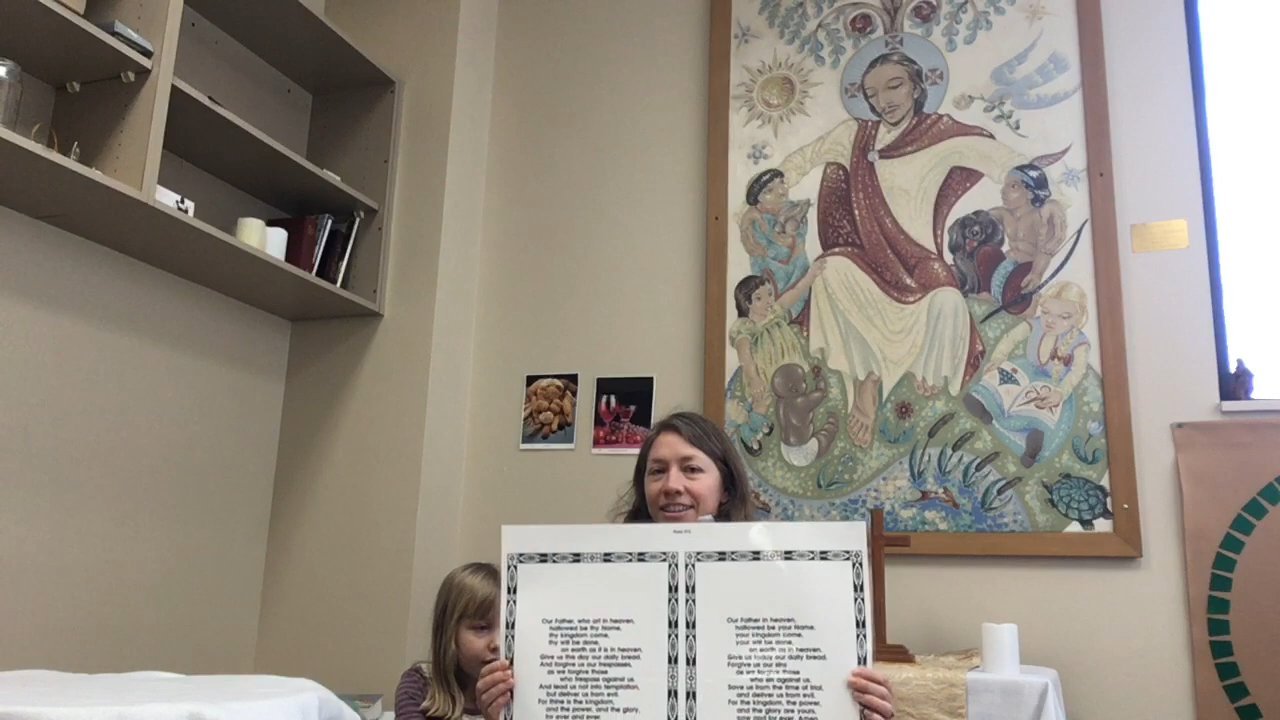 Our Father, who art in heaven,
hallowed be thy Name,
thy kingdom come,
thy will be done,
on earth as it is in heaven.
Give us this day our daily bread.
And forgive us our trespasses,
as we forgive those
who trespass against us.
And lead us not into temptation,
but deliver us from evil.
For thine is the kingdom,
and the power, and the glory,
for ever and ever.
Our Father in heaven,
hallowed be your Name,
your kingdom come,
your will be done,
on earth as in heaven.
Give us today our daily bread.
Forgive us our sins
as we forgive those
who sin against us.
Save us from the time of trial,
and deliver us from evil.
For the kingdom, the power,
and the glory are yours,
now and for ever. Amen.